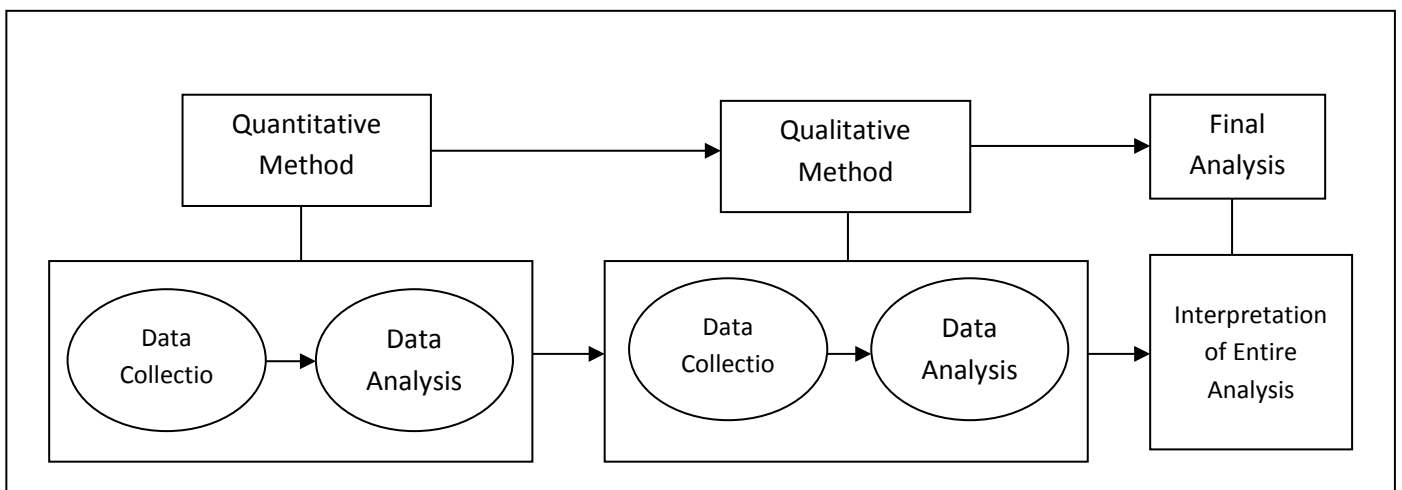 Quantitative
Method
Qualitative
Method
Final
Analysis
Data
Collectio
Data
Analysis
Data
Collectio
Data
Analysis
Interpretation
of Entire
Analysis